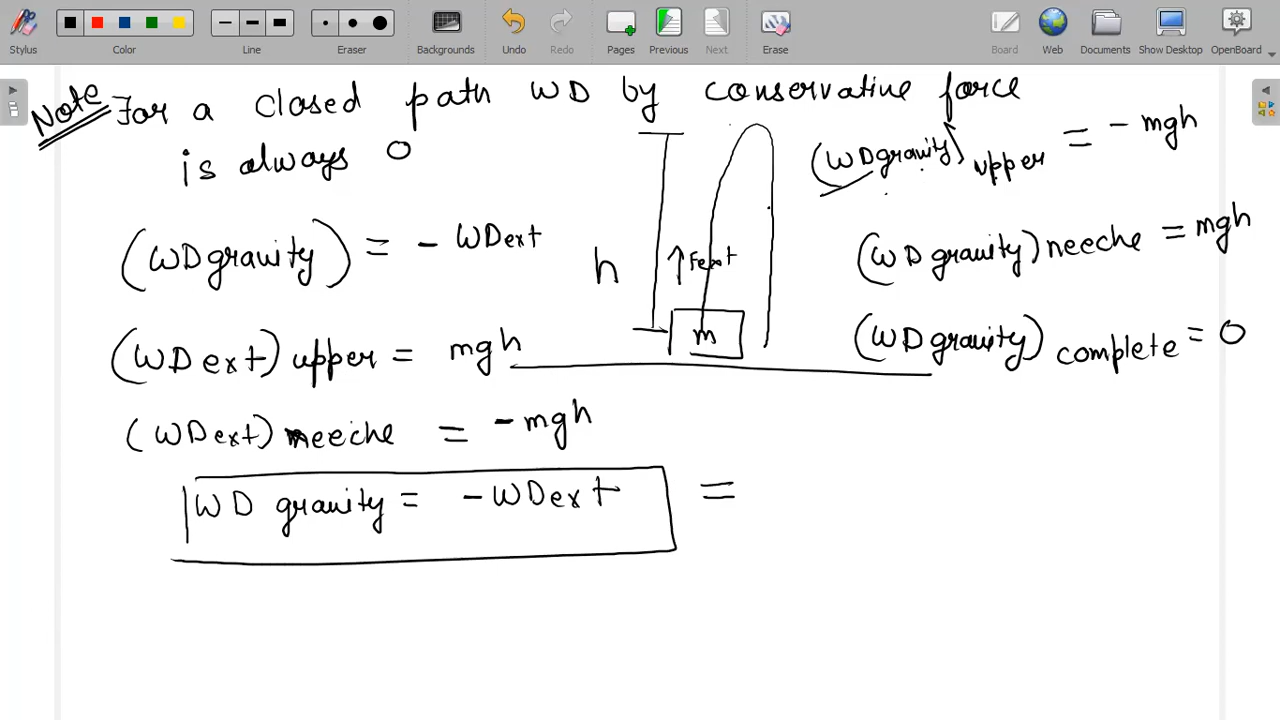 Stylus Color Line Eraser Backgrounds Undo Redo Pages Previous Next Erase Board Web Documents Show Desktop OpenBoard
Note For a closed path WD by conservative force
is always 0
(WDgravity) = - WDext
(WDext) upper = mgh
(WDext) neeche = -mgh
WD gravity = -WDext =
h
↑Fext
m
(WDgravity) upper = - mgh
(WDgravity) neeche = mgh
(WDgravity) complete = 0